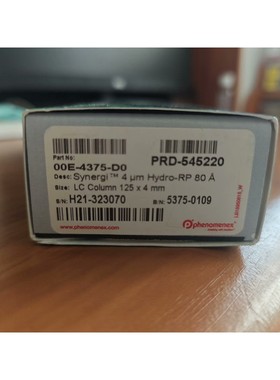 Part No:
00E-4375-D0 PRD-545220
Desc: Synergi™ 4 µm Hydro-RP 80 Å
Size: LC Column 125 x 4 mm
S/N: H21-323070 B/N: 5375-0109
www.phenomenex.com
phenomenex